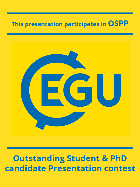 This presentation participates in OSPP
EGU
Outstanding Student & PhD
candidate Presentation contest